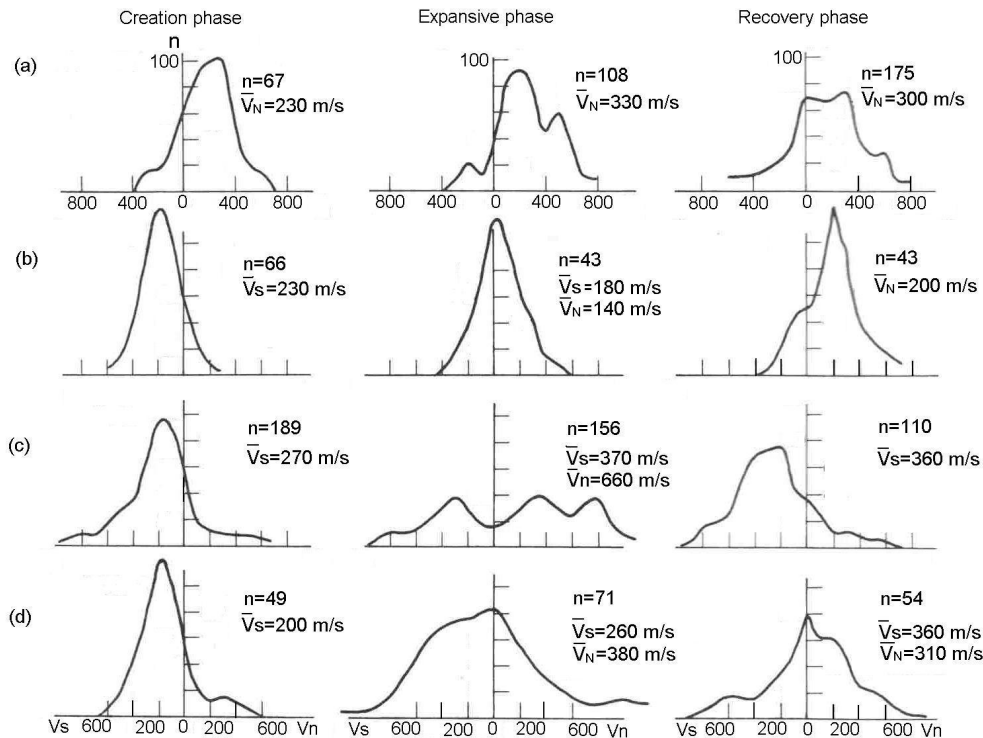 Creation phase Expansive phase Recovery phase
(a)
n
100
n=67
V̅N=230 m/s
800 400 0 400 800
100
n=108
V̅N=330 m/s
800 400 0 400 800
100
n=175
V̅N=300 m/s
800 400 0 400 800
(b)
n=66
V̅s=230 m/s
n=43
V̅s=180 m/s
V̅N=140 m/s
n=43
V̅N=200 m/s
(c)
n=189
V̅s=270 m/s
n=156
V̅s=370 m/s
V̅n=660 m/s
n=110
V̅s=360 m/s
(d)
n=49
V̅s=200 m/s
n=71
V̅s=260 m/s
V̅N=380 m/s
n=54
V̅s=360 m/s
V̅N=310 m/s
Vs 600 200 0 200 600 Vn
Vs 600 200 0 200 600 Vn
Vs 600 200 0 200 600 Vn